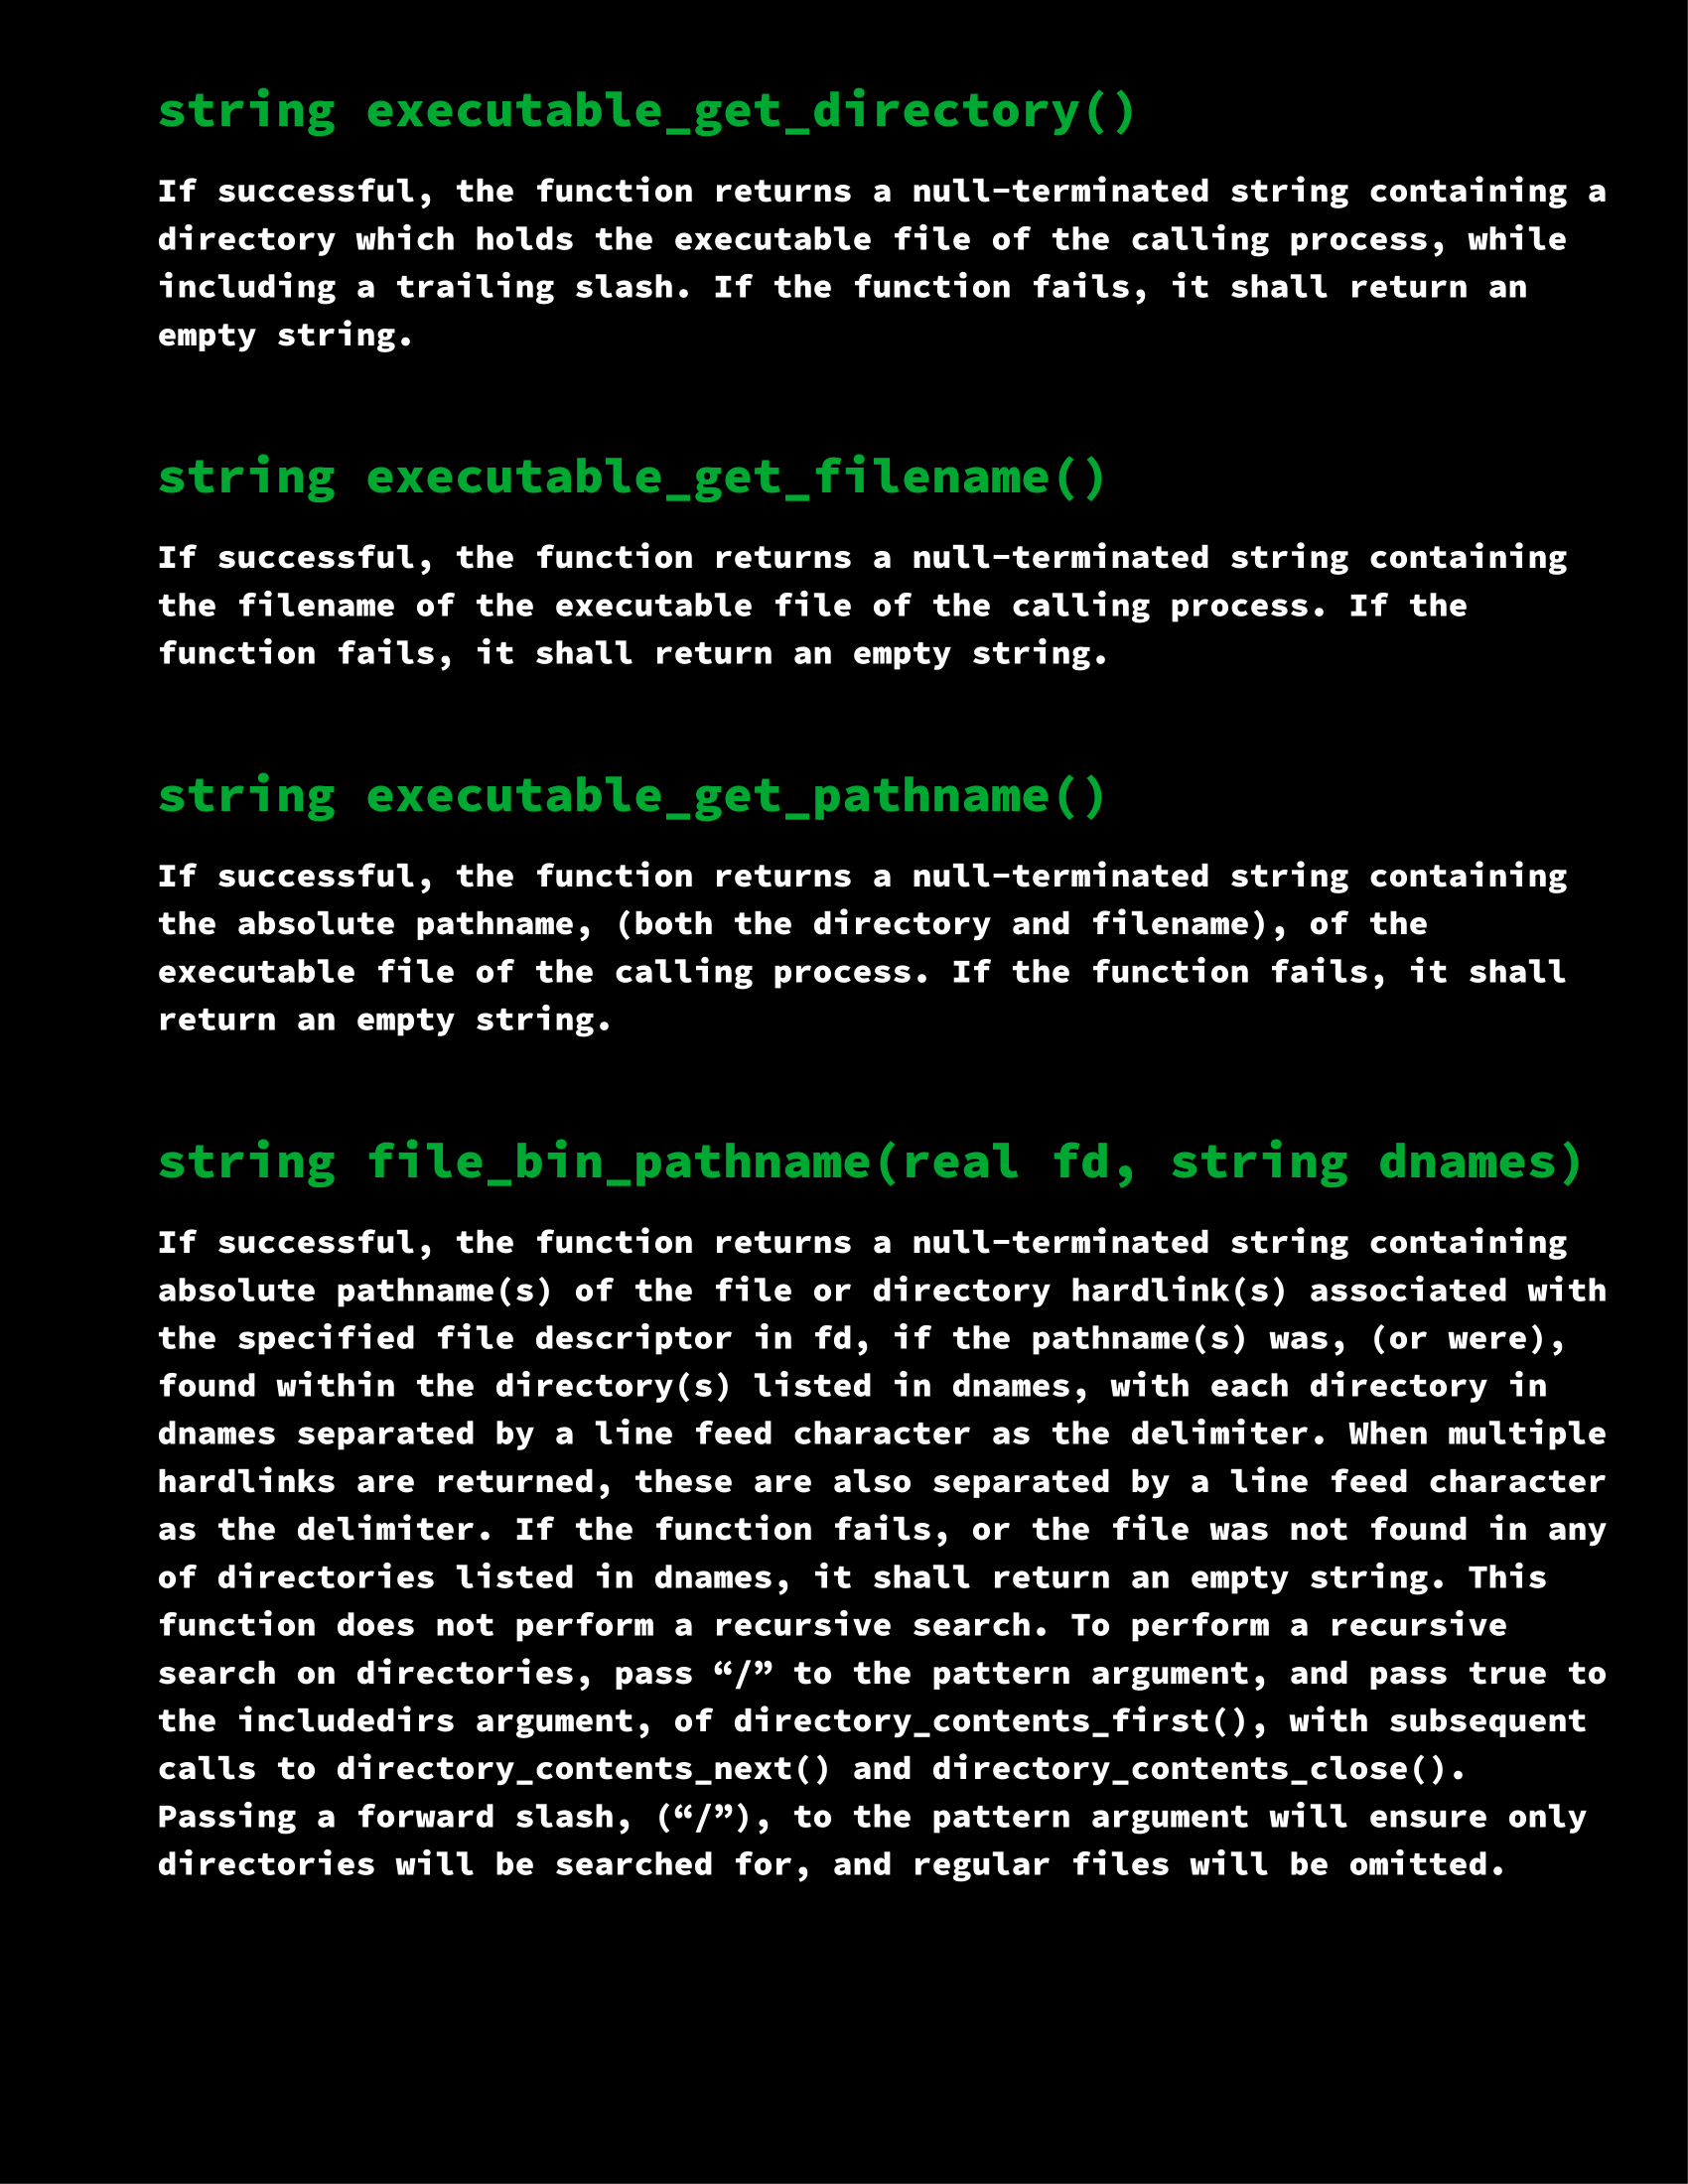 string executable_get_directory()
If successful, the function returns a null-terminated string containing a
directory which holds the executable file of the calling process, while
including a trailing slash. If the function fails, it shall return an
empty string.
string executable_get_filename()
If successful, the function returns a null-terminated string containing
the filename of the executable file of the calling process. If the
function fails, it shall return an empty string.
string executable_get_pathname()
If successful, the function returns a null-terminated string containing
the absolute pathname, (both the directory and filename), of the
executable file of the calling process. If the function fails, it shall
return an empty string.
string file_bin_pathname(real fd, string dnames)
If successful, the function returns a null-terminated string containing
absolute pathname(s) of the file or directory hardlink(s) associated with
the specified file descriptor in fd, if the pathname(s) was, (or were),
found within the directory(s) listed in dnames, with each directory in
dnames separated by a line feed character as the delimiter. When multiple
hardlinks are returned, these are also separated by a line feed character
as the delimiter. If the function fails, or the file was not found in any
of directories listed in dnames, it shall return an empty string. This
function does not perform a recursive search. To perform a recursive
search on directories, pass “/” to the pattern argument, and pass true to
the includedirs argument, of directory_contents_first(), with subsequent
calls to directory_contents_next() and directory_contents_close().
Passing a forward slash, (“/”), to the pattern argument will ensure only
directories will be searched for, and regular files will be omitted.